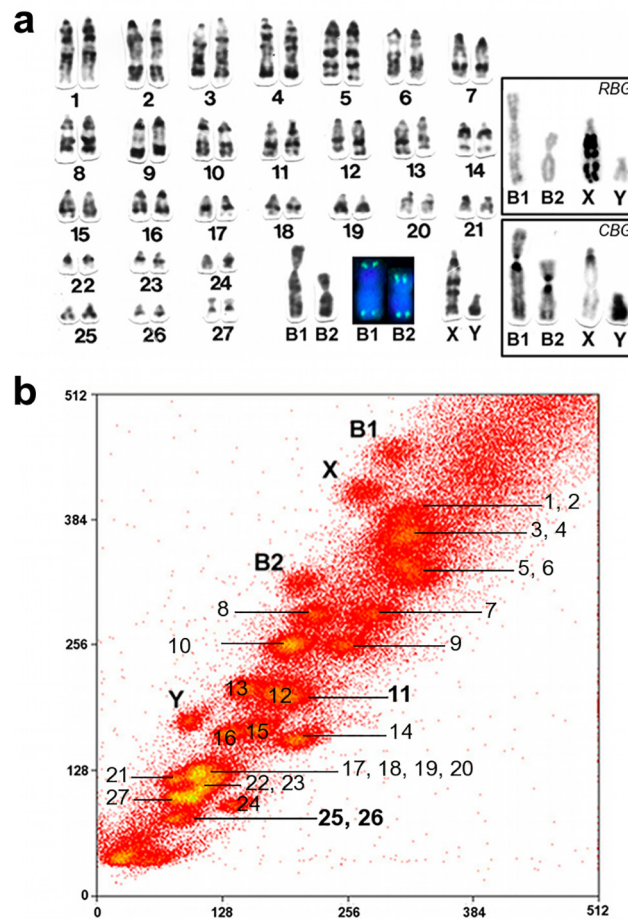 a
1 2 3 4 5 6 7
RBG
B1 B2 X Y
8 9 10 11 12 13 14
CBG
15 16 17 18 19 20 21
22 23 24
B1 B2 X Y
25 26 27
B1 B2 B1 B2 X Y
b
512
B1
X
1, 2
384
3, 4
B2
5, 6
8
7
256
10
9
13
12
11
Y
16
15
14
128
21
17, 18, 19, 20
22, 23
27
24
25, 26
0
0 128 256 384 512